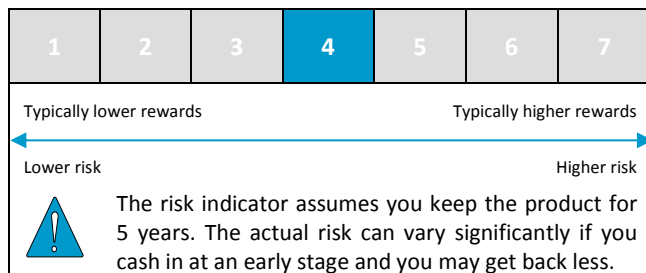 1 2 3 4 5 6 7
Typically lower rewards Typically higher rewards
Lower risk Higher risk
The risk indicator assumes you keep the product for
5 years. The actual risk can vary significantly if you
cash in at an early stage and you may get back less.